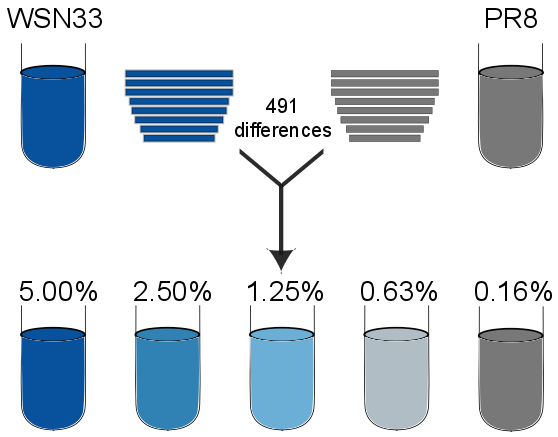 WSN33
PR8
491
differences
5.00%
2.50%
1.25%
0.63%
0.16%